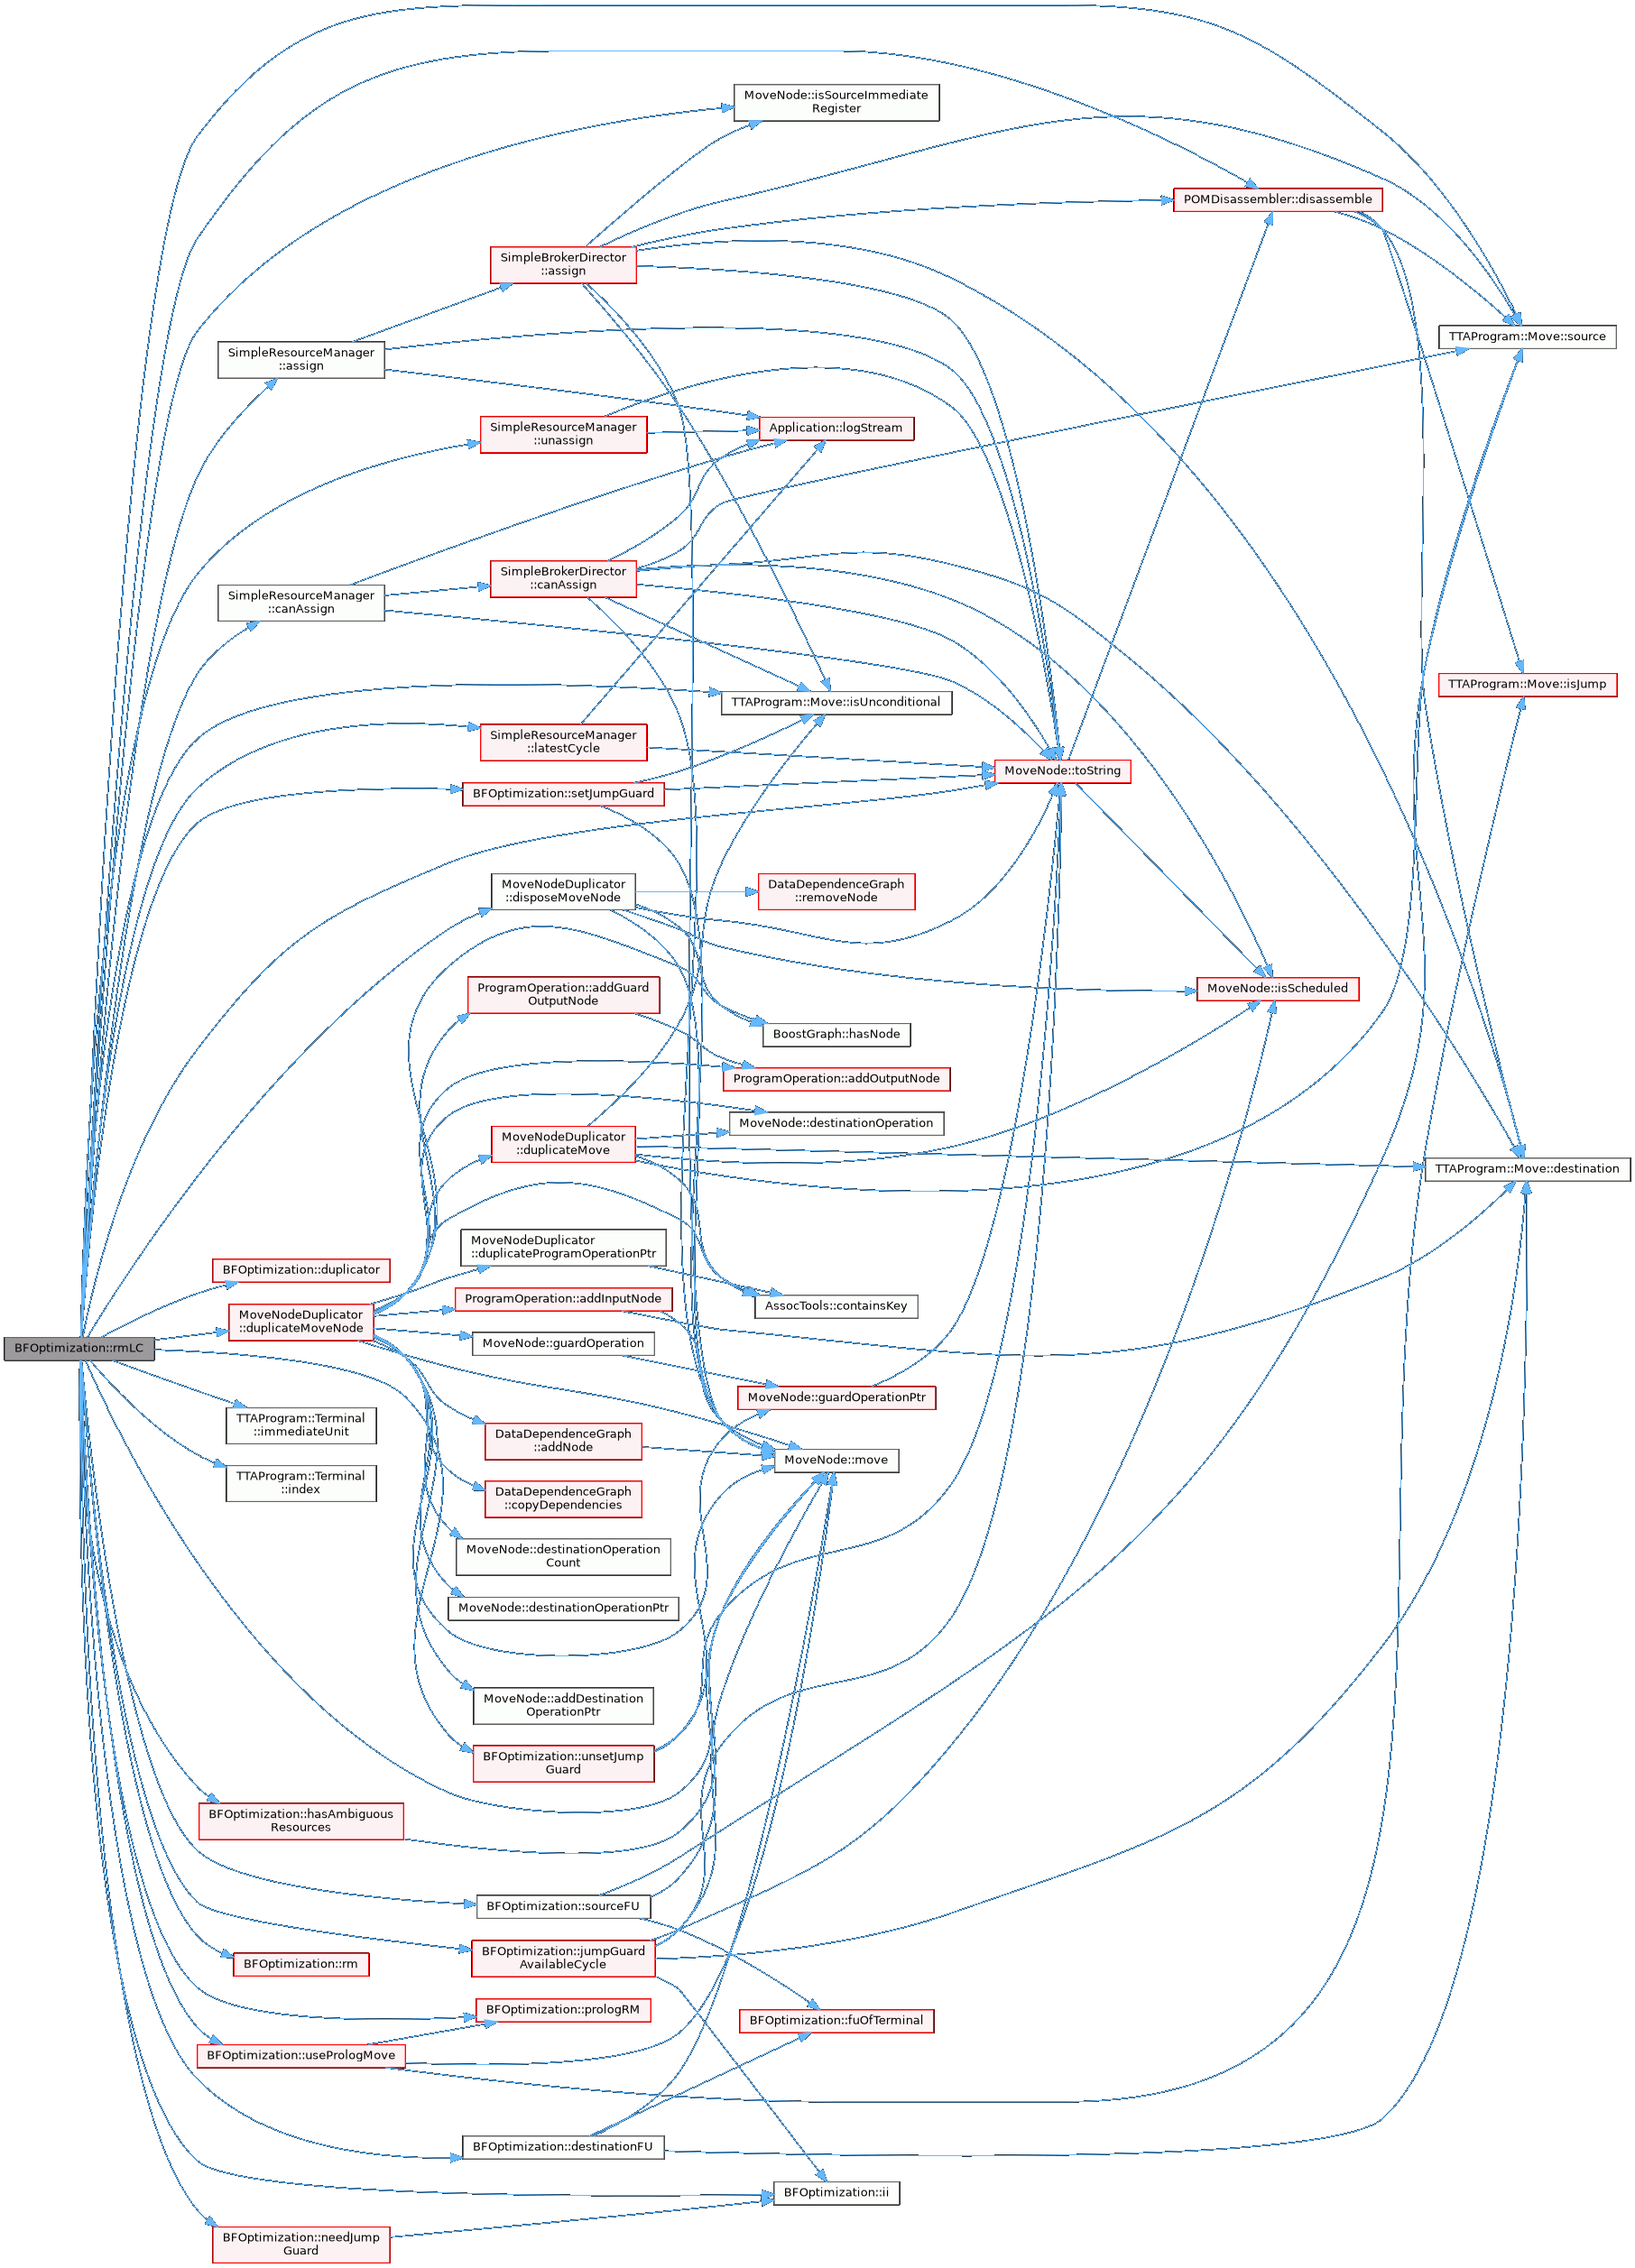 MoveNode::isSourceImmediate
Register
POMDisassembler::disassemble
SimpleBrokerDirector
::assign
TTAProgram::Move::source
SimpleResourceManager
::assign
Application::logStream
SimpleResourceManager
::unassign
SimpleBrokerDirector
::canAssign
SimpleResourceManager
::canAssign
TTAProgram::Move::isJump
TTAProgram::Move::isUnconditional
SimpleResourceManager
::latestCycle
MoveNode::toString
BFOptimization::setJumpGuard
MoveNodeDuplicator
::disposeMoveNode
DataDependenceGraph
::removeNode
ProgramOperation::addGuard
OutputNode
MoveNode::isScheduled
BoostGraph::hasNode
ProgramOperation::addOutputNode
MoveNode::destinationOperation
MoveNodeDuplicator
::duplicateMove
TTAProgram::Move::destination
MoveNodeDuplicator
::duplicateProgramOperationPtr
BFOptimization::duplicator
ProgramOperation::addInputNode
AssocTools::containsKey
MoveNodeDuplicator
::duplicateMoveNode
MoveNode::guardOperation
BFOptimization::rmLC
MoveNode::guardOperationPtr
TTAProgram::Terminal
::immediateUnit
DataDependenceGraph
::addNode
MoveNode::move
TTAProgram::Terminal
::index
DataDependenceGraph
::copyDependencies
MoveNode::destinationOperation
Count
MoveNode::destinationOperationPtr
MoveNode::addDestination
OperationPtr
BFOptimization::unsetJump
Guard
BFOptimization::hasAmbiguous
Resources
BFOptimization::sourceFU
BFOptimization::jumpGuard
AvailableCycle
BFOptimization::rm
BFOptimization::prologRM
BFOptimization::fuOfTerminal
BFOptimization::usePrologMove
BFOptimization::destinationFU
BFOptimization::ii
BFOptimization::needJump
Guard